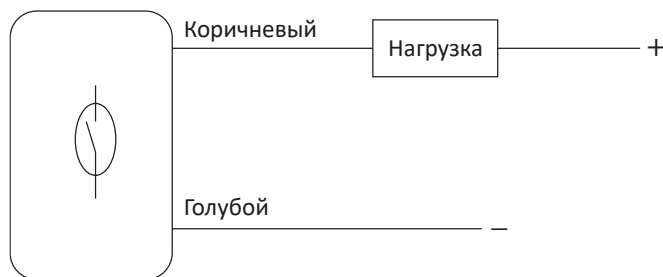 Коричневый
Нагрузка
+
Голубой
–